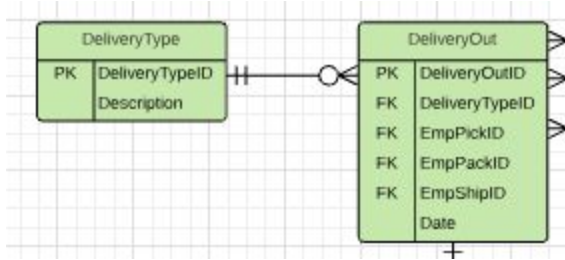 DeliveryType
PK DeliveryTypeID
Description
DeliveryOut
PK DeliveryOutID
FK DeliveryTypeID
FK EmpPickID
FK EmpPackID
FK EmpShipID
Date